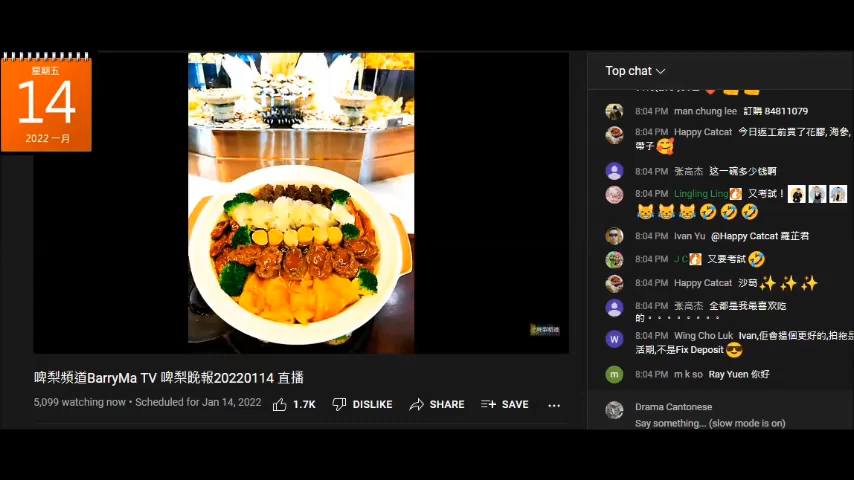 星期五
14
2022 一月
啤梨頻道BarryMa TV 啤梨晚報20220114 直播
5,099 watching now • Scheduled for Jan 14, 2022
1.7K
DISLIKE
SHARE
SAVE
Top chat
8:04 PM man chung lee 訂購 84811079
8:04 PM Happy Catcat 今日返工前買了花膠, 海參,
帶子
8:04 PM 张高杰 这一碗多少钱啊
8:04 PM Lingling Ling 又考試！
8:04 PM Ivan Yu @Happy Catcat 羅芷君
8:04 PM J C 又要考試
8:04 PM Happy Catcat 沙筍
8:04 PM 张高杰 全部是我最喜欢吃
的。。。。。。。。
8:04 PM Wing Cho Luk Ivan,佢會搵個更好的,拍拖是
活期,不是Fix Deposit
8:04 PM m k so Ray Yuen 你好
Drama Cantonese
Say something... (slow mode is on)